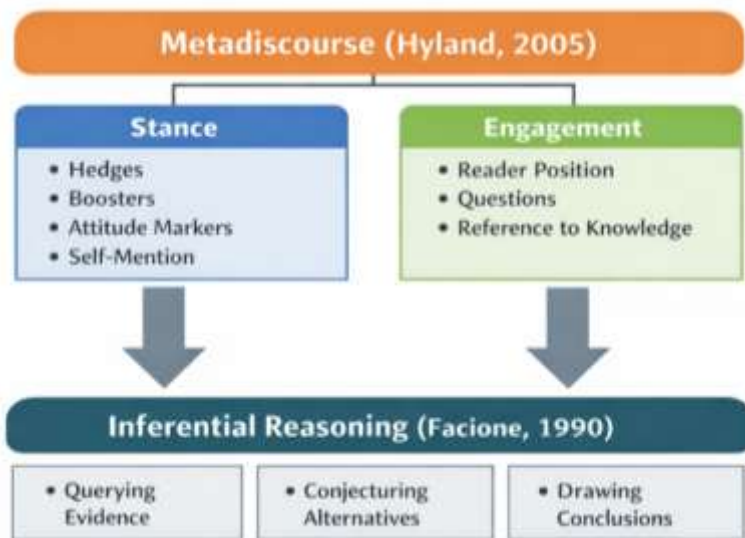 Metadiscourse (Hyland, 2005)
Stance
• Hedges
• Boosters
• Attitude Markers
• Self-Mention
Engagement
• Reader Position
• Questions
• Reference to Knowledge
Inferential Reasoning (Facione, 1990)
• Querying
Evidence
• Conjecturing
Alternatives
• Drawing
Conclusions